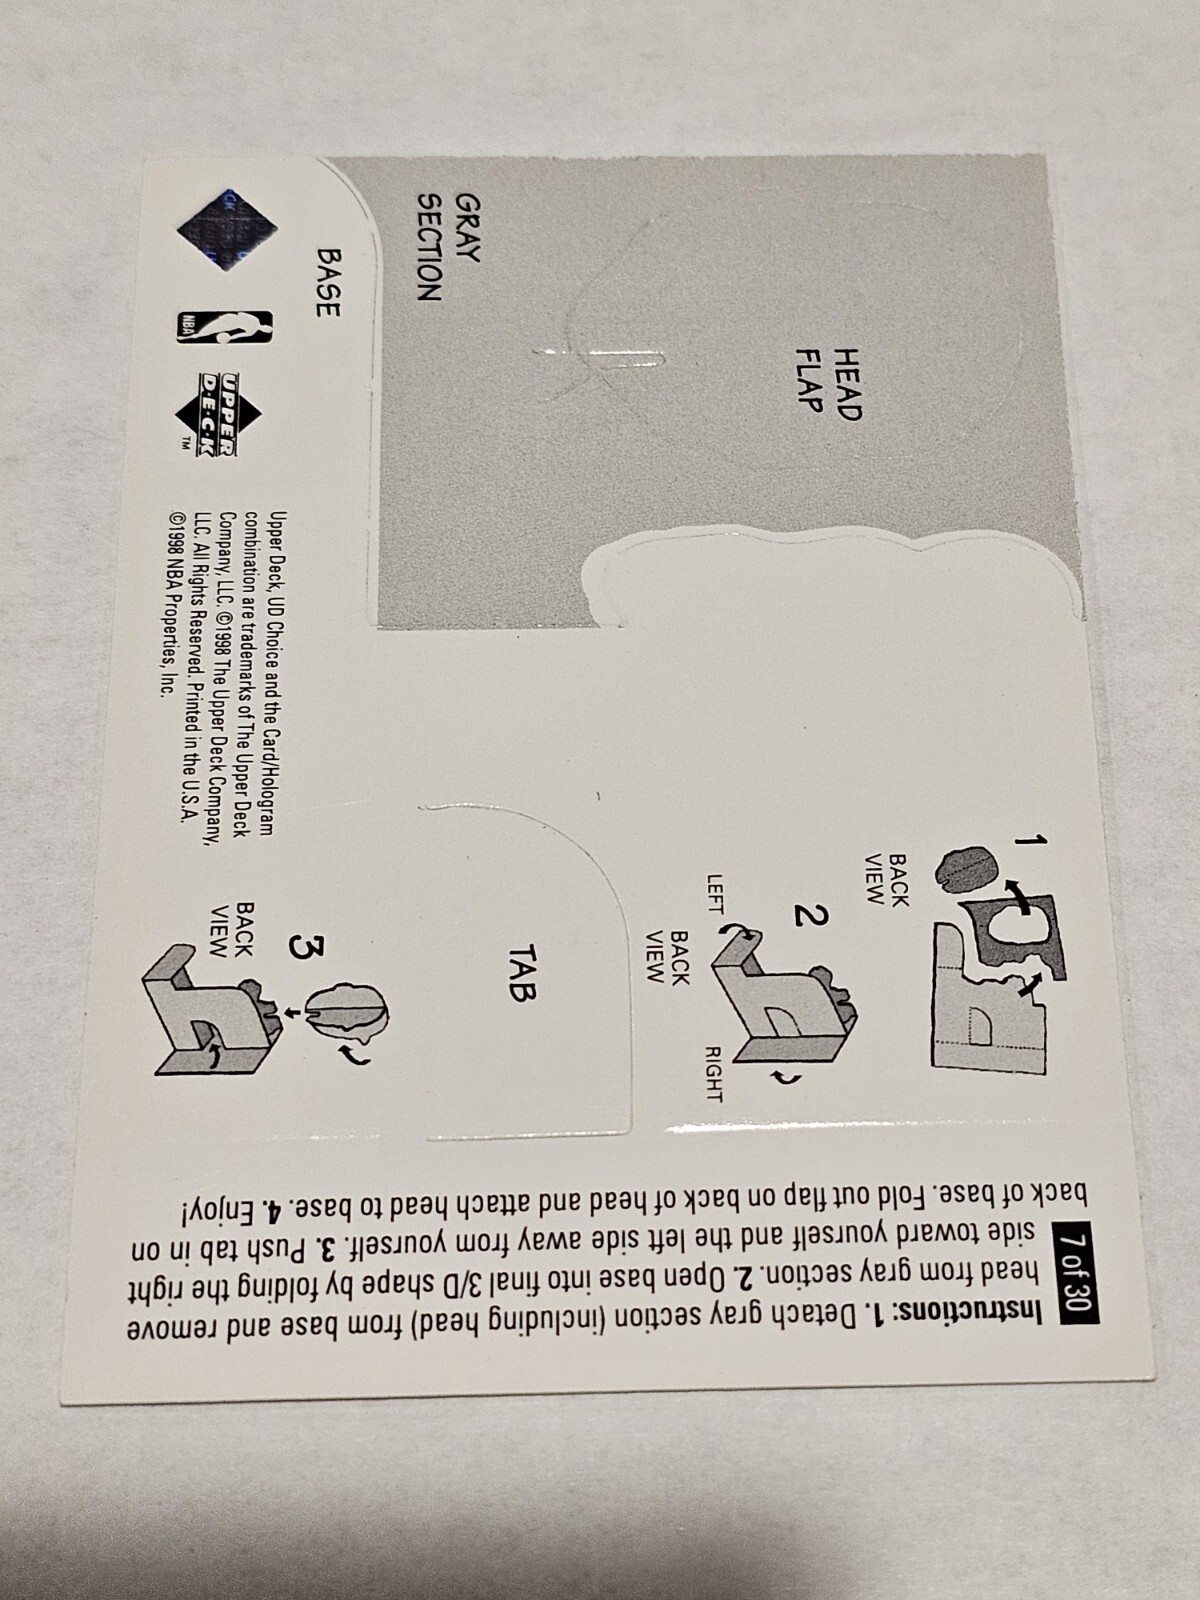 GRAY
SECTION
HEAD
FLAP
BASE
NBA
UPPER
D·E·C·K
TM
Upper Deck, UD Choice and the Card/Hologram
combination are trademarks of The Upper Deck
Company, LLC. ©1998 The Upper Deck Company,
LLC. All Rights Reserved. Printed in the U.S.A.
©1998 NBA Properties, Inc.
TAB
1
BACK
VIEW
2
LEFT
BACK
VIEW
RIGHT
3
BACK
VIEW
7 of 30
Instructions: 1. Detach gray section (including head) from base and remove
head from gray section. 2. Open base into final 3/D shape by folding the right
side toward yourself and the left side away from yourself. 3. Push tab in on
back of base. Fold out flap on back of head and attach head to base. 4. Enjoy!